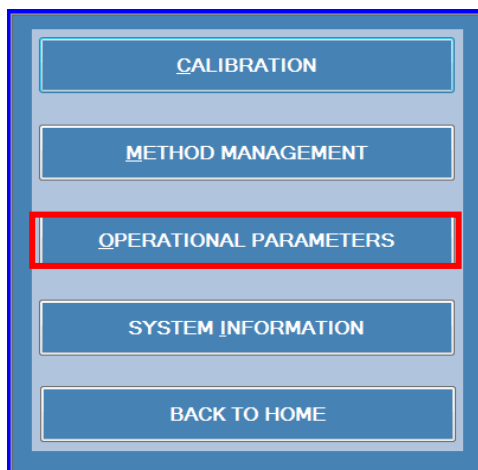 CALIBRATION
METHOD MANAGEMENT
OPERATIONAL PARAMETERS
SYSTEM INFORMATION
BACK TO HOME